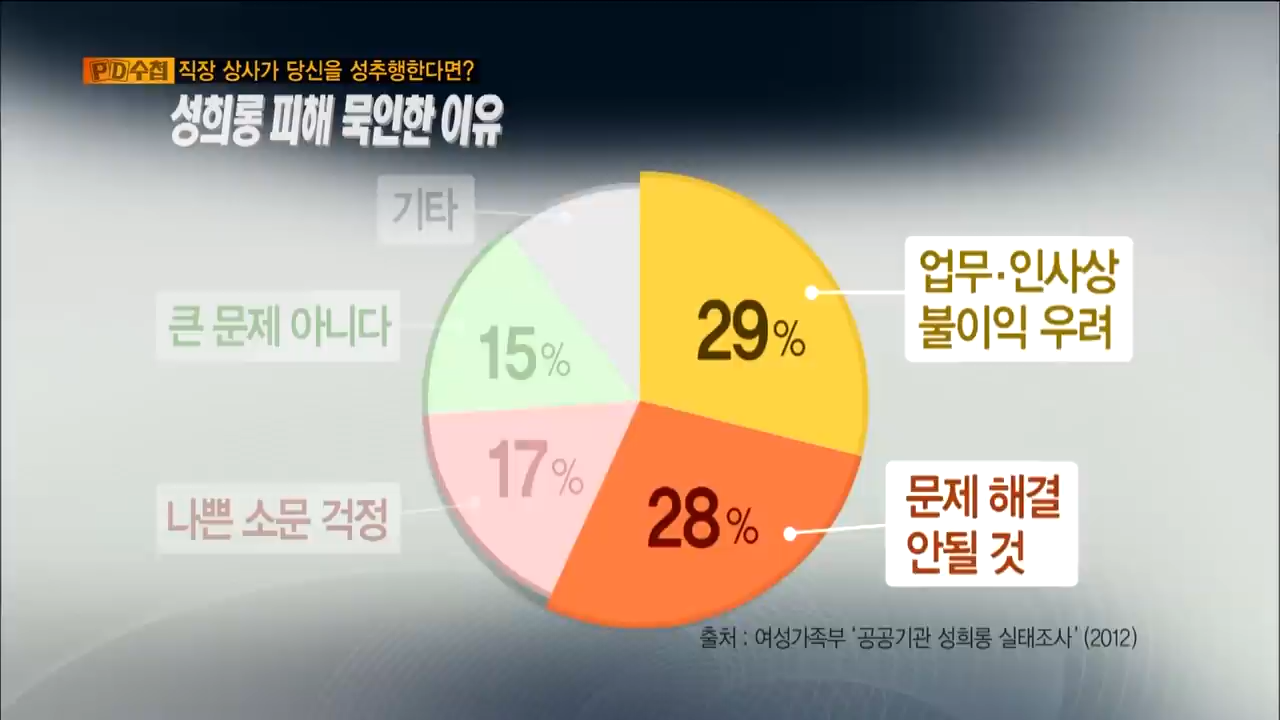 PD수첩 직장 상사가 당신을 성추행한다면?
성희롱 피해 묵인한 이유
기타
업무·인사상
불이익 우려
29%
큰 문제 아니다
15%
17%
나쁜 소문 걱정
28%
문제 해결
안될 것
출처 : 여성가족부 '공공기관 성희롱 실태조사' (2012)